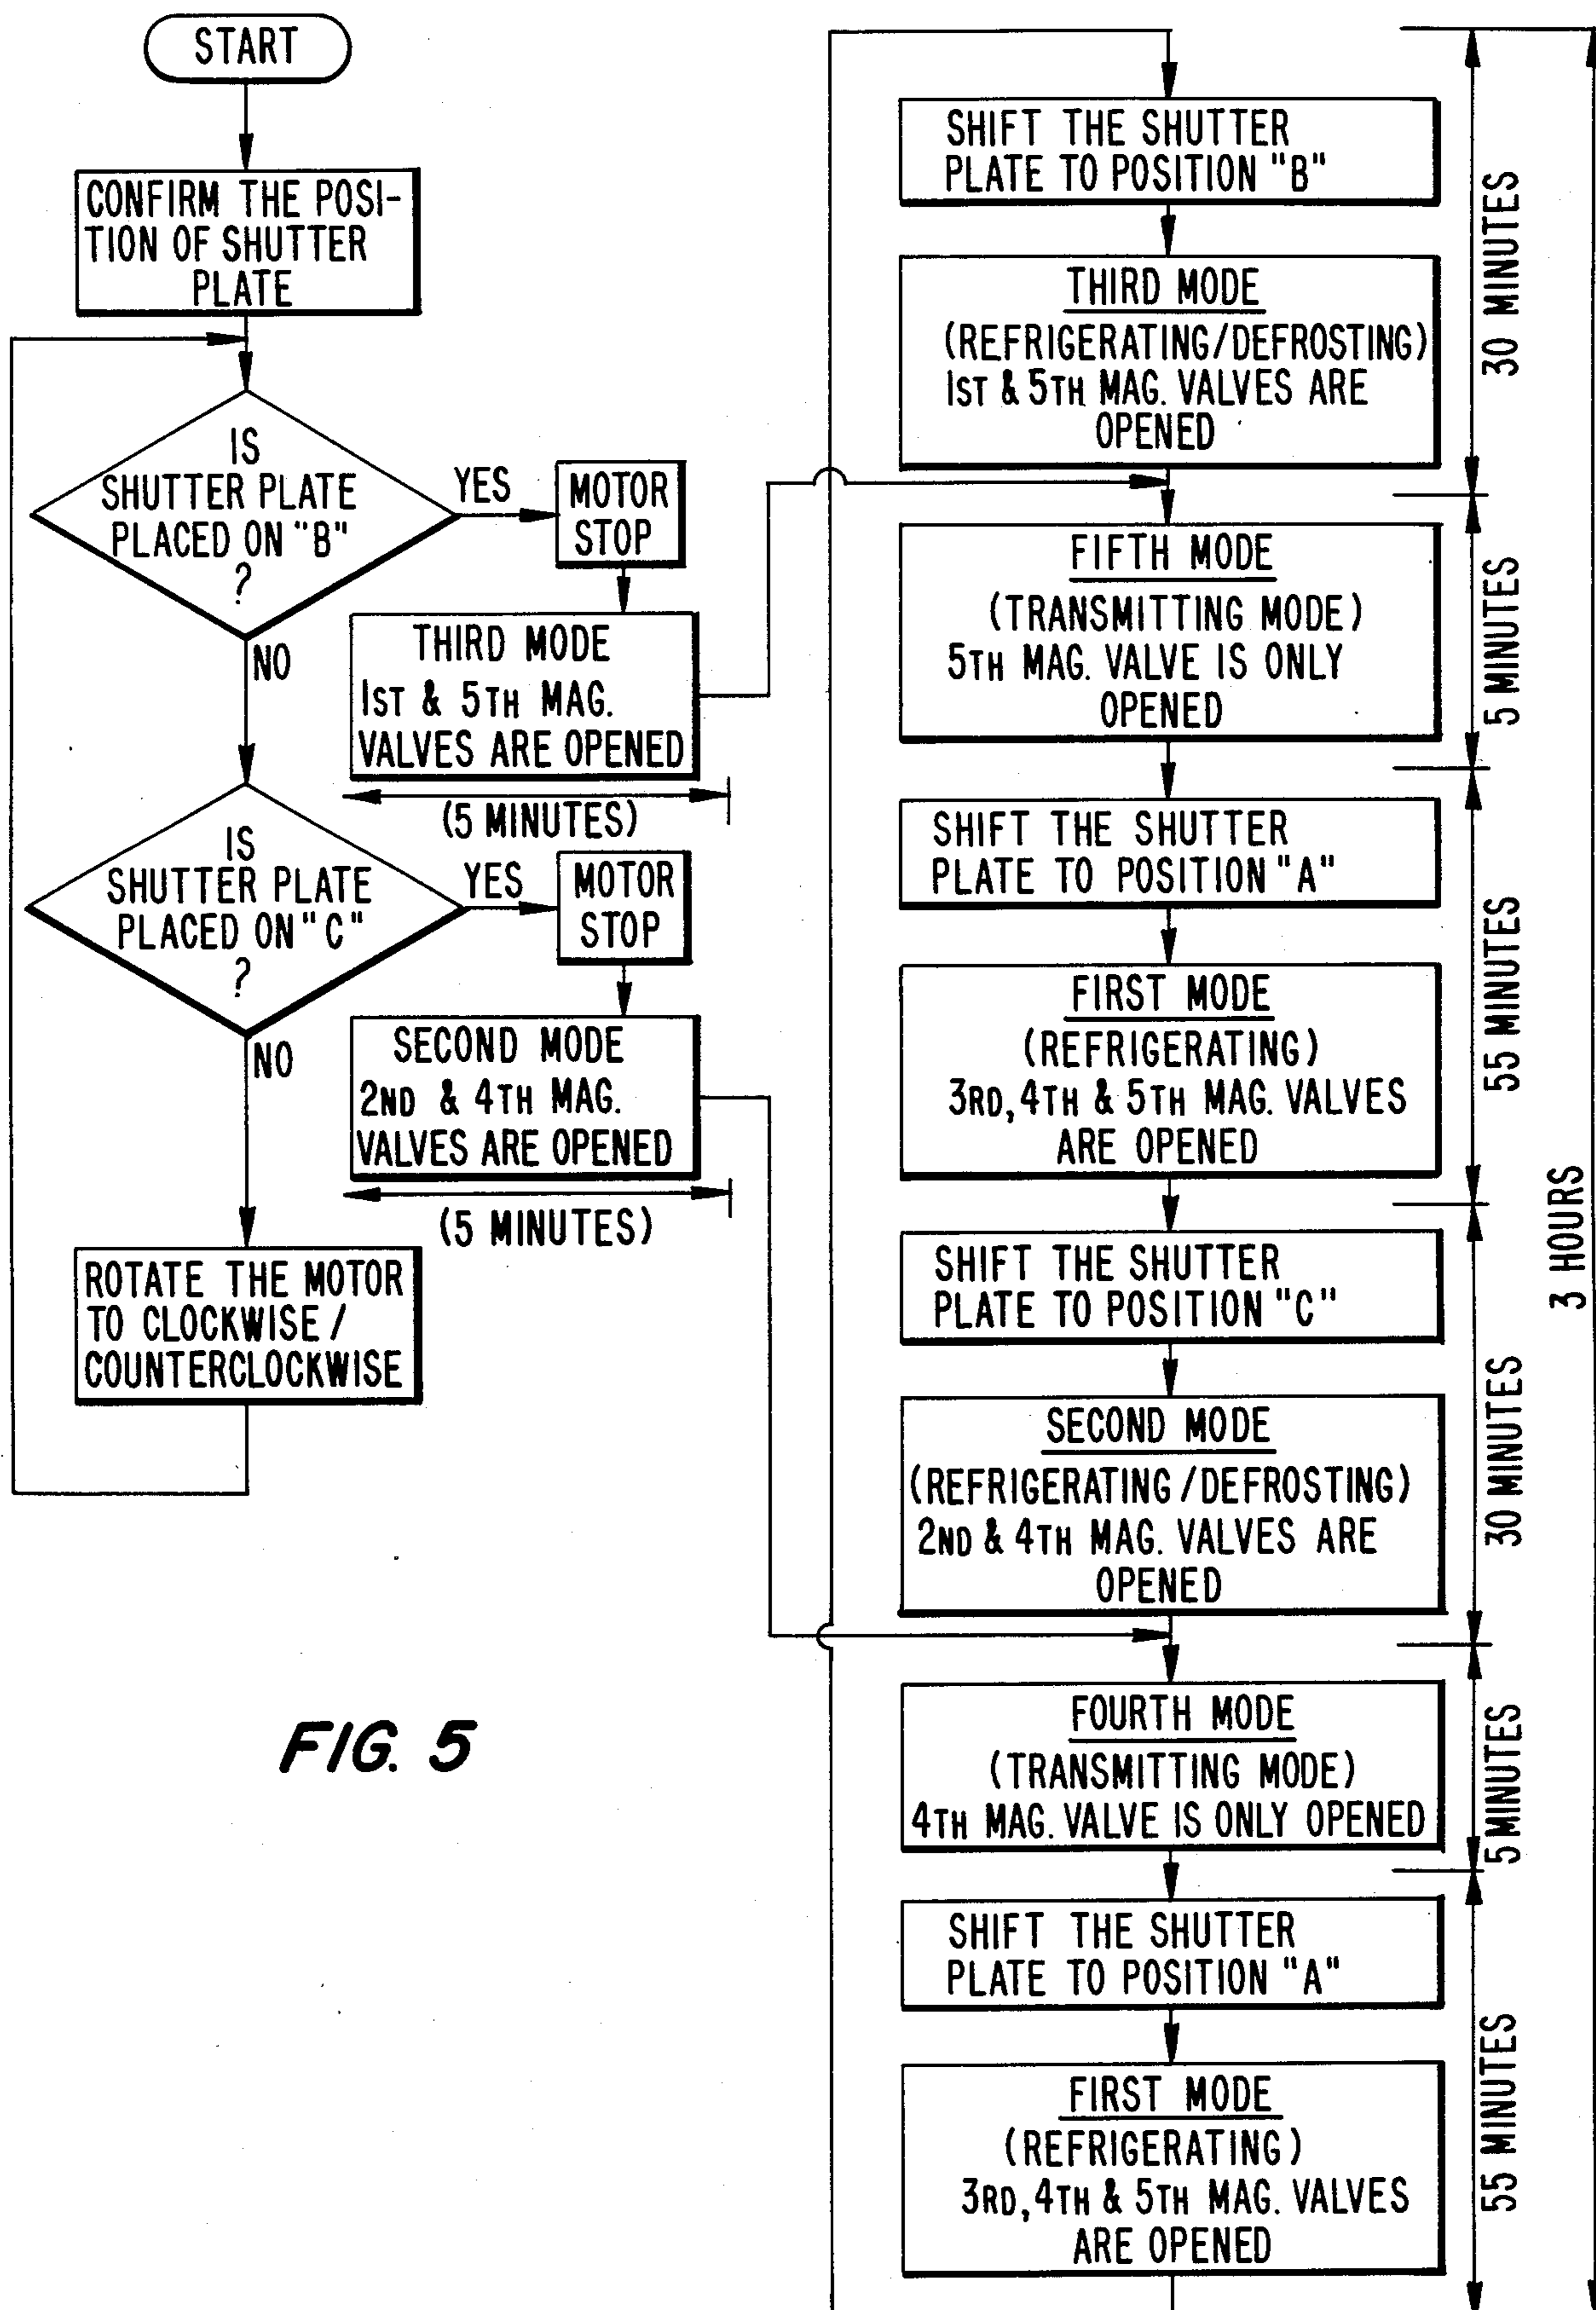 START
CONFIRM THE POSI-
TION OF SHUTTER
PLATE
IS
SHUTTER PLATE
PLACED ON "B"
?
YES
MOTOR
STOP
NO
THIRD MODE
1ST & 5TH MAG.
VALVES ARE OPENED
(5 MINUTES)
IS
SHUTTER PLATE
PLACED ON "C"
?
YES
MOTOR
STOP
NO
SECOND MODE
2ND & 4TH MAG.
VALVES ARE OPENED
(5 MINUTES)
ROTATE THE MOTOR
TO CLOCKWISE /
COUNTERCLOCKWISE
FIG. 5
SHIFT THE SHUTTER
PLATE TO POSITION "B"
THIRD MODE
(REFRIGERATING/DEFROSTING)
1ST & 5TH MAG. VALVES ARE
OPENED
30 MINUTES
FIFTH MODE
(TRANSMITTING MODE)
5TH MAG. VALVE IS ONLY
OPENED
5 MINUTES
SHIFT THE SHUTTER
PLATE TO POSITION "A"
FIRST MODE
(REFRIGERATING)
3RD, 4TH & 5TH MAG. VALVES
ARE OPENED
55 MINUTES
SHIFT THE SHUTTER
PLATE TO POSITION "C"
SECOND MODE
(REFRIGERATING/DEFROSTING)
2ND & 4TH MAG. VALVES ARE
OPENED
30 MINUTES
FOURTH MODE
(TRANSMITTING MODE)
4TH MAG. VALVE IS ONLY OPENED
5 MINUTES
SHIFT THE SHUTTER
PLATE TO POSITION "A"
FIRST MODE
(REFRIGERATING)
3RD, 4TH & 5TH MAG. VALVES
ARE OPENED
55 MINUTES
3 HOURS